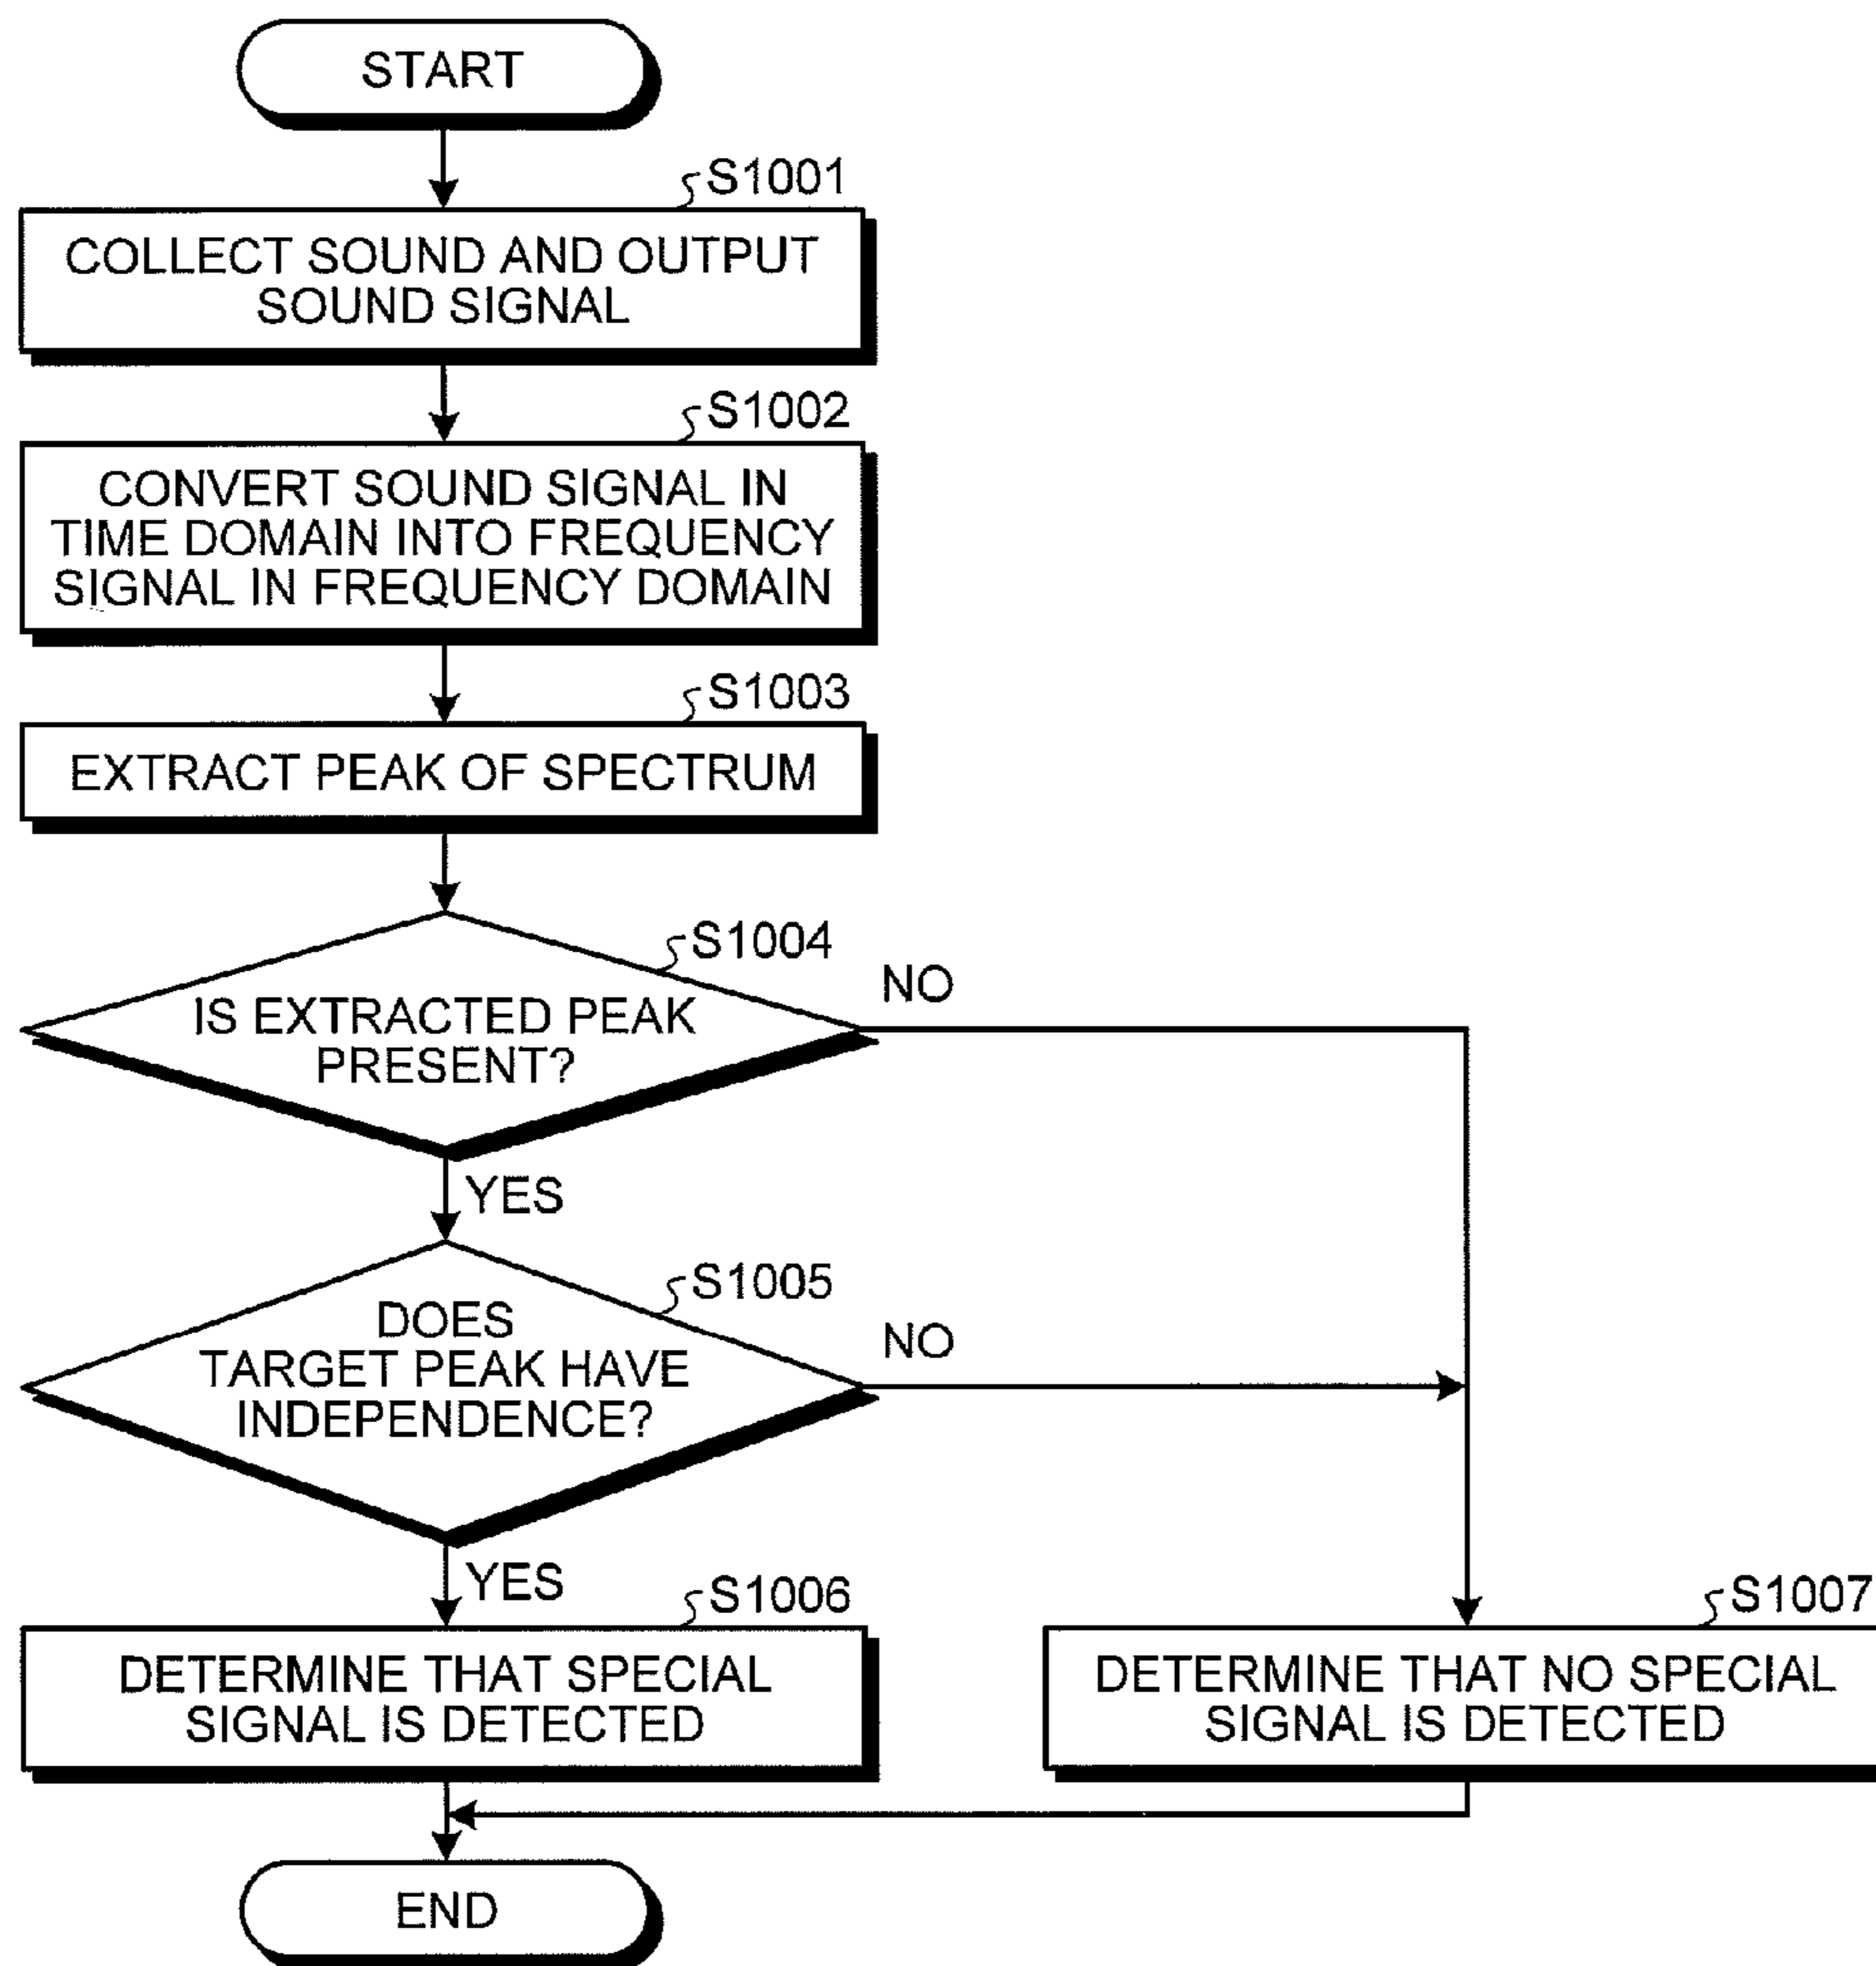 START
S1001
COLLECT SOUND AND OUTPUT
SOUND SIGNAL
S1002
CONVERT SOUND SIGNAL IN
TIME DOMAIN INTO FREQUENCY
SIGNAL IN FREQUENCY DOMAIN
S1003
EXTRACT PEAK OF SPECTRUM
S1004
NO
IS EXTRACTED PEAK
PRESENT?
YES
S1005
NO
DOES
TARGET PEAK HAVE
INDEPENDENCE?
YES
S1006
DETERMINE THAT SPECIAL
SIGNAL IS DETECTED
S1007
DETERMINE THAT NO SPECIAL
SIGNAL IS DETECTED
END